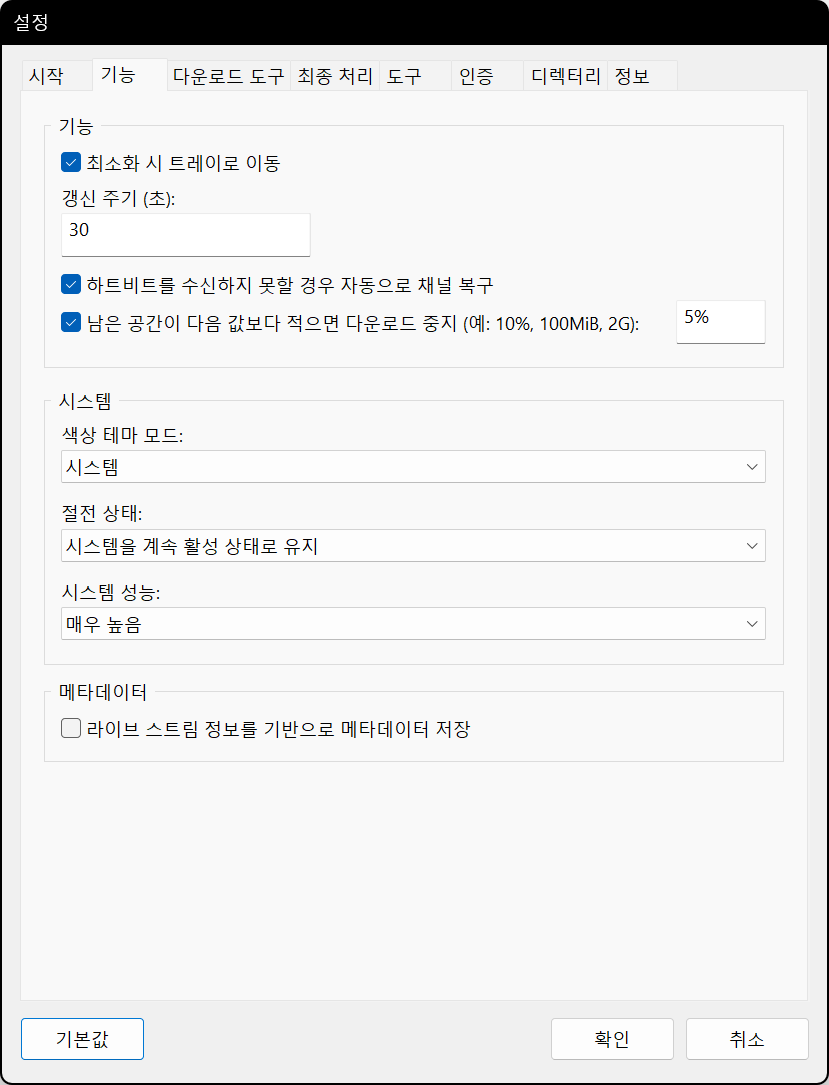 설정
시작 기능 다운로드 도구 최종 처리 도구 인증 디렉터리 정보
기능
최소화 시 트레이로 이동
갱신 주기 (초):
30
하트비트를 수신하지 못할 경우 자동으로 채널 복구
남은 공간이 다음 값보다 적으면 다운로드 중지 (예: 10%, 100MiB, 2G): 5%
시스템
색상 테마 모드:
시스템
절전 상태:
시스템을 계속 활성 상태로 유지
시스템 성능:
매우 높음
메타데이터
라이브 스트림 정보를 기반으로 메타데이터 저장
기본값 확인 취소